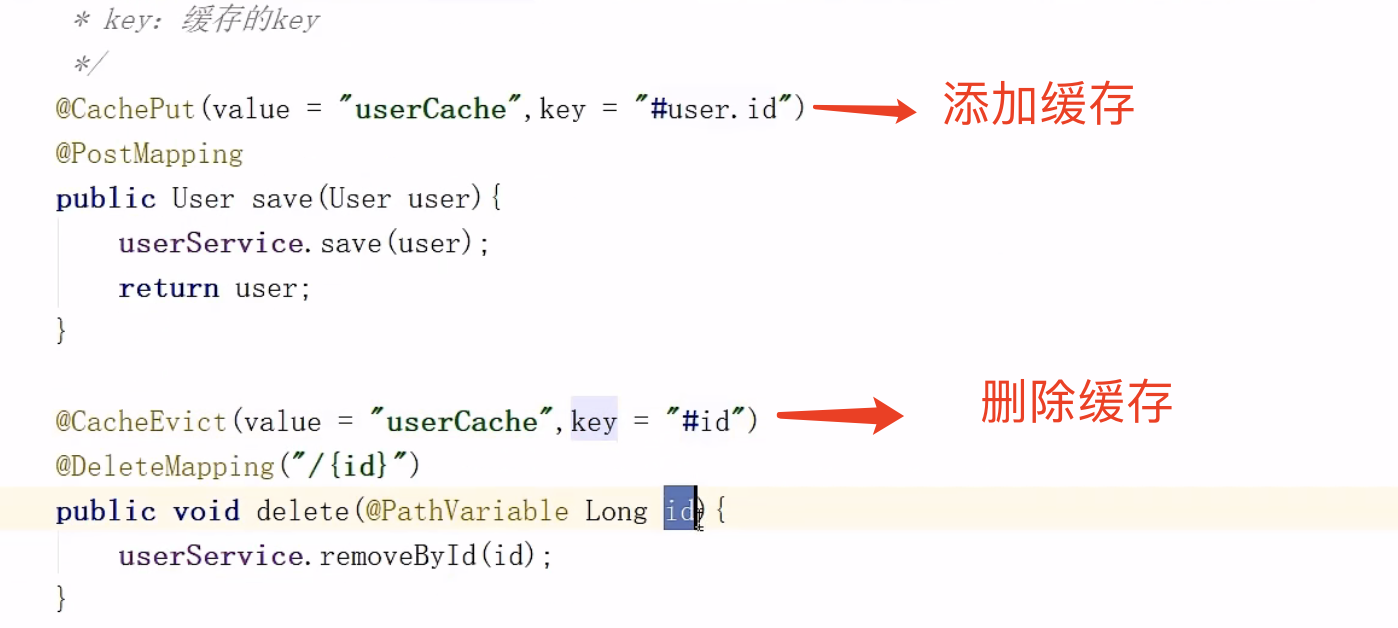 * key：缓存的key
*/
@CachePut(value = "userCache",key = "#user.id") 添加缓存
@PostMapping
public User save(User user){
userService.save(user);
return user;
}
@CacheEvict(value = "userCache",key = "#id") 删除缓存
@DeleteMapping("/{id}")
public void delete(@PathVariable Long id){
userService.removeById(id);
}